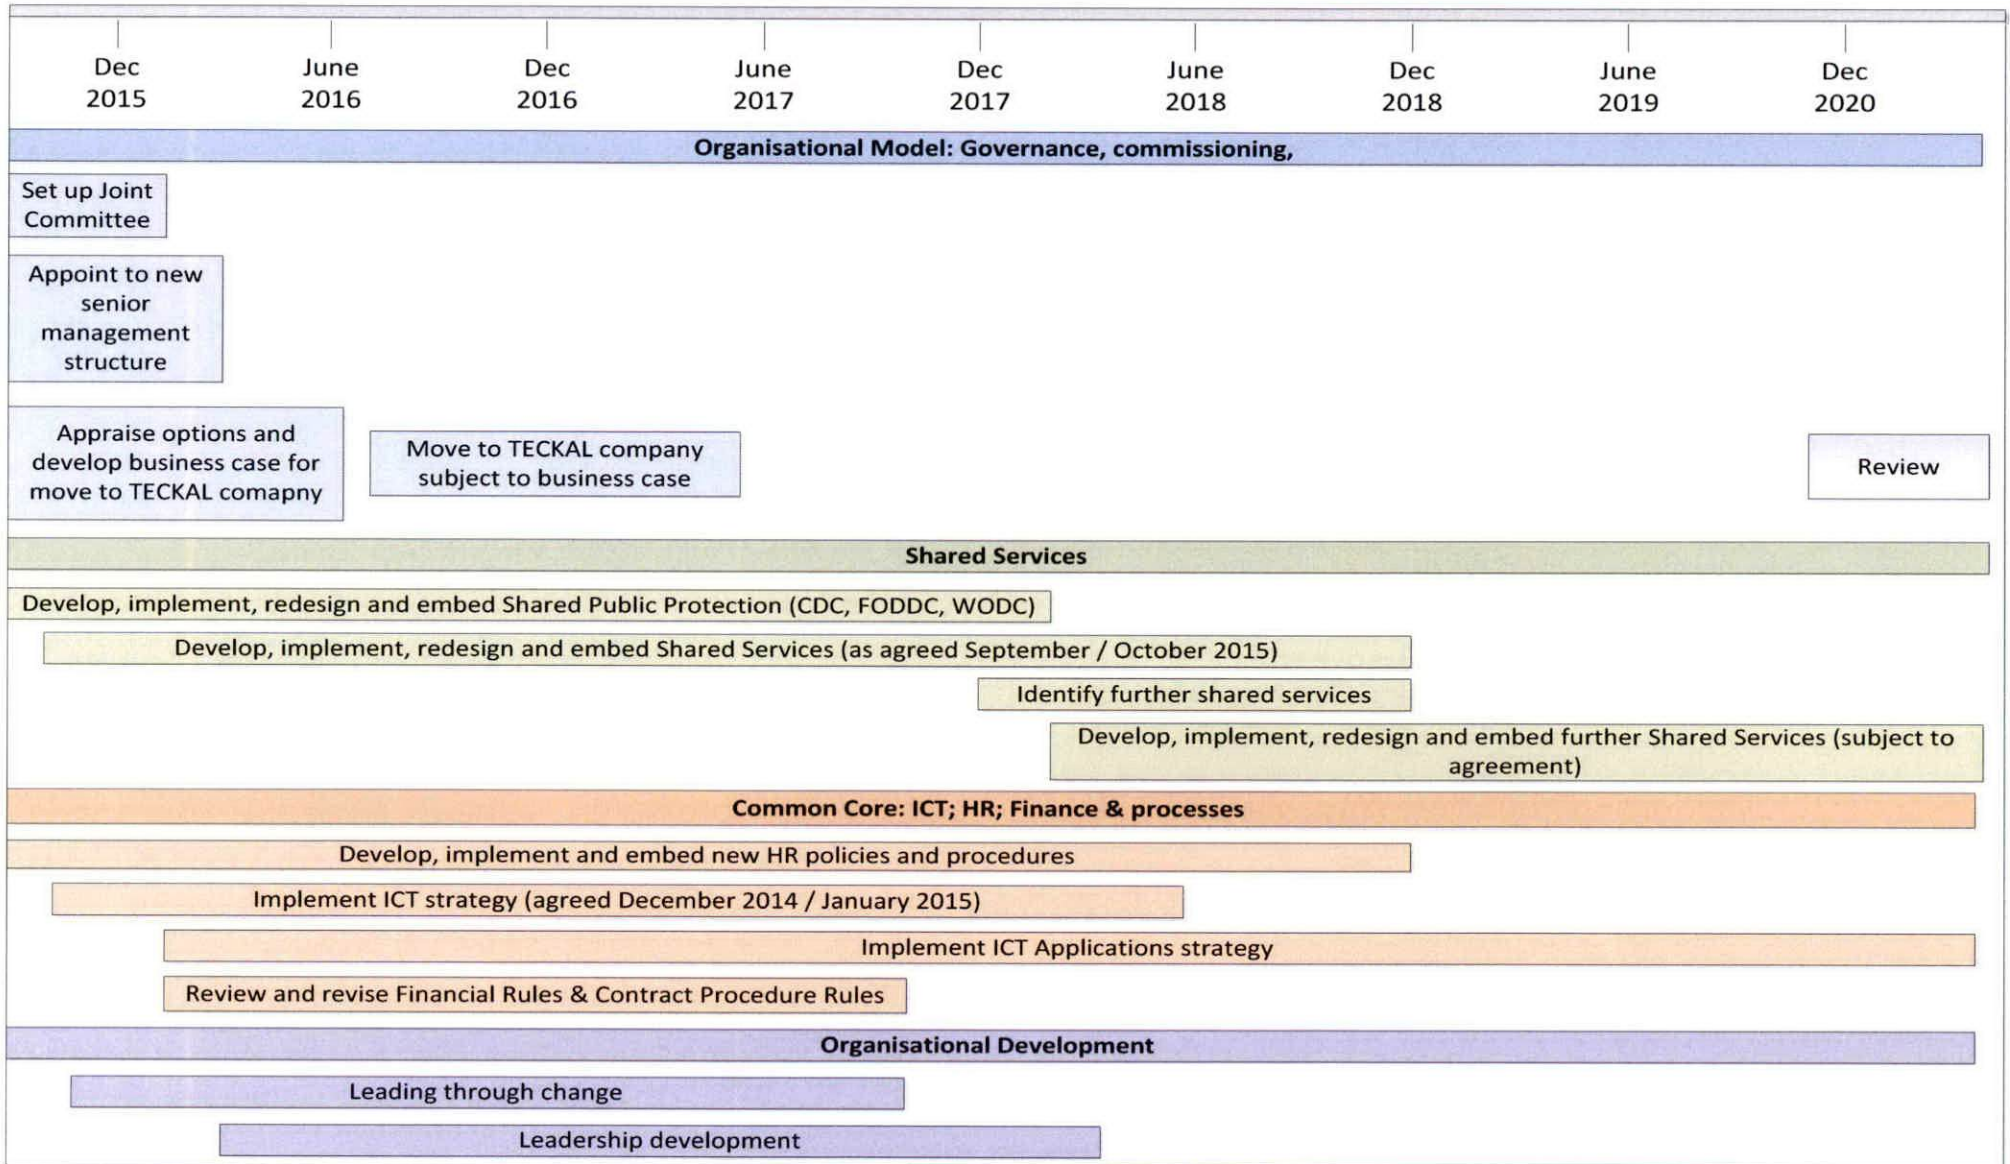 Dec
2015
June
2016
Dec
2016
June
2017
Dec
2017
June
2018
Dec
2018
June
2019
Dec
2020
Organisational Model: Governance, commissioning,
Set up Joint
Committee
Appoint to new
senior
management
structure
Appraise options and
develop business case for
move to TECKAL comapny
Move to TECKAL company
subject to business case
Review
Shared Services
Develop, implement, redesign and embed Shared Public Protection (CDC, FODDC, WODC)
Develop, implement, redesign and embed Shared Services (as agreed September / October 2015)
Identify further shared services
Develop, implement, redesign and embed further Shared Services (subject to
agreement)
Common Core: ICT; HR; Finance & processes
Develop, implement and embed new HR policies and procedures
Implement ICT strategy (agreed December 2014 / January 2015)
Implement ICT Applications strategy
Review and revise Financial Rules & Contract Procedure Rules
Organisational Development
Leading through change
Leadership development